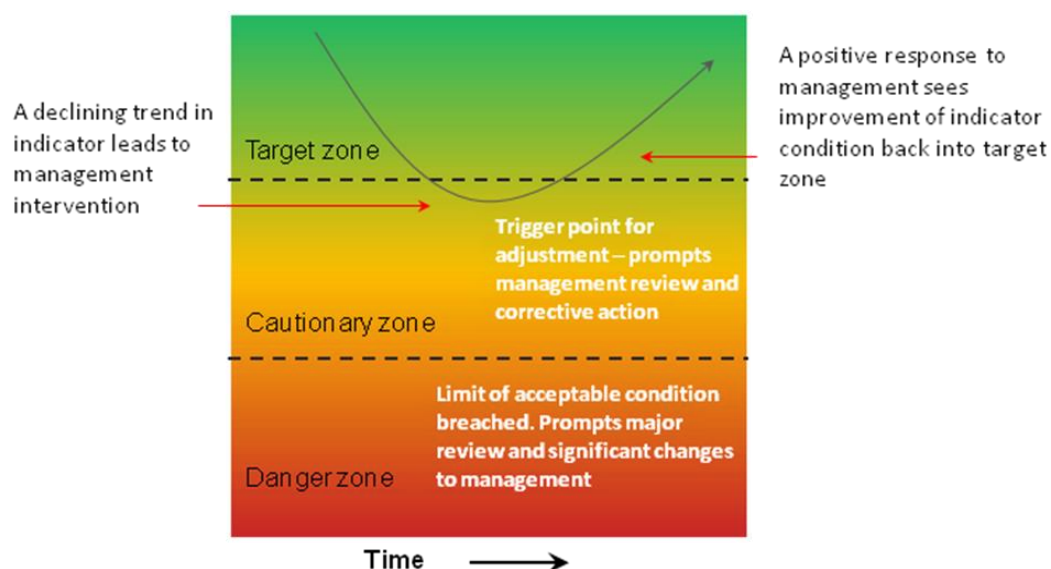 A declining trend in
indicator leads to
management
intervention
Target zone
A positive response to
management sees
improvement of indicator
condition back into target
zone
Trigger point for
adjustment – prompts
management review and
corrective action
Cautionary zone
Limit of acceptable condition
breached. Prompts major
review and significant changes
to management
Danger zone
Time